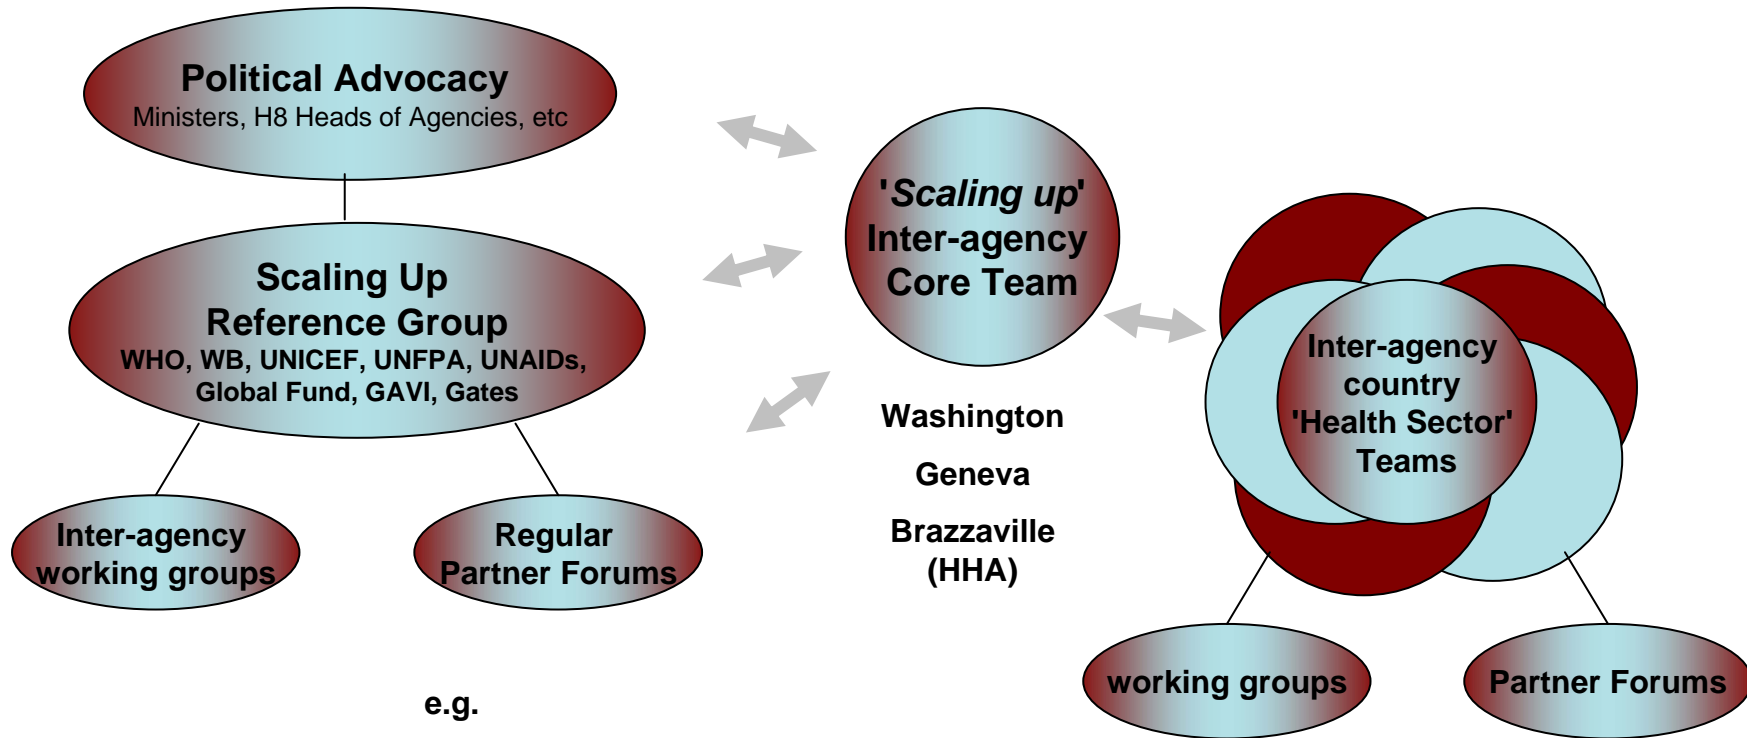 Political Advocacy
Ministers, H8 Heads of Agencies, etc
Scaling Up
Reference Group
WHO, WB, UNICEF, UNFPA, UNAIDs,
Global Fund, GAVI, Gates
Inter-agency
working groups
Regular
Partner Forums
e.g.
'Scaling up'
Inter-agency
Core Team
Washington
Geneva
Brazzaville
(HHA)
Inter-agency
country
'Health Sector'
Teams
working groups
Partner Forums